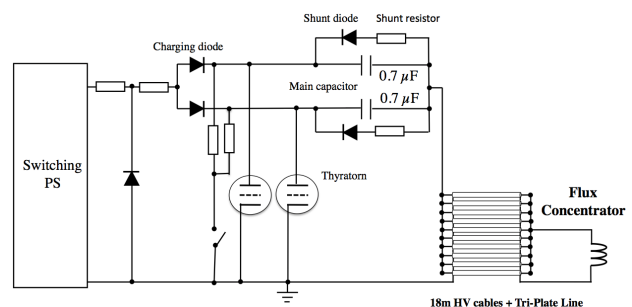 Shunt diode
Shunt resistor
Charging diode
0.7 μF
Main capacitor
0.7 μF
Switching
PS
Thyratorn
Flux
Concentrator
18m HV cables + Tri-Plate Line